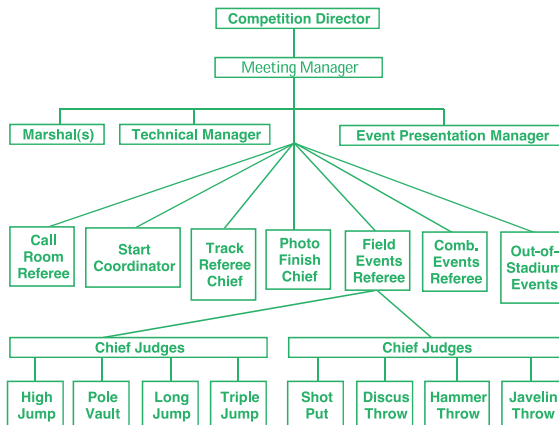 Competition Director
Meeting Manager
Marshal(s)
Technical Manager
Event Presentation Manager
Call
Room
Referee
Start
Coordinator
Track
Referee
Chief
Photo
Finish
Chief
Field
Events
Referee
Comb.
Events
Referee
Out-of-
Stadium
Events
Chief Judges
Chief Judges
High
Jump
Pole
Vault
Long
Jump
Triple
Jump
Shot
Put
Discus
Throw
Hammer
Throw
Javelin
Throw